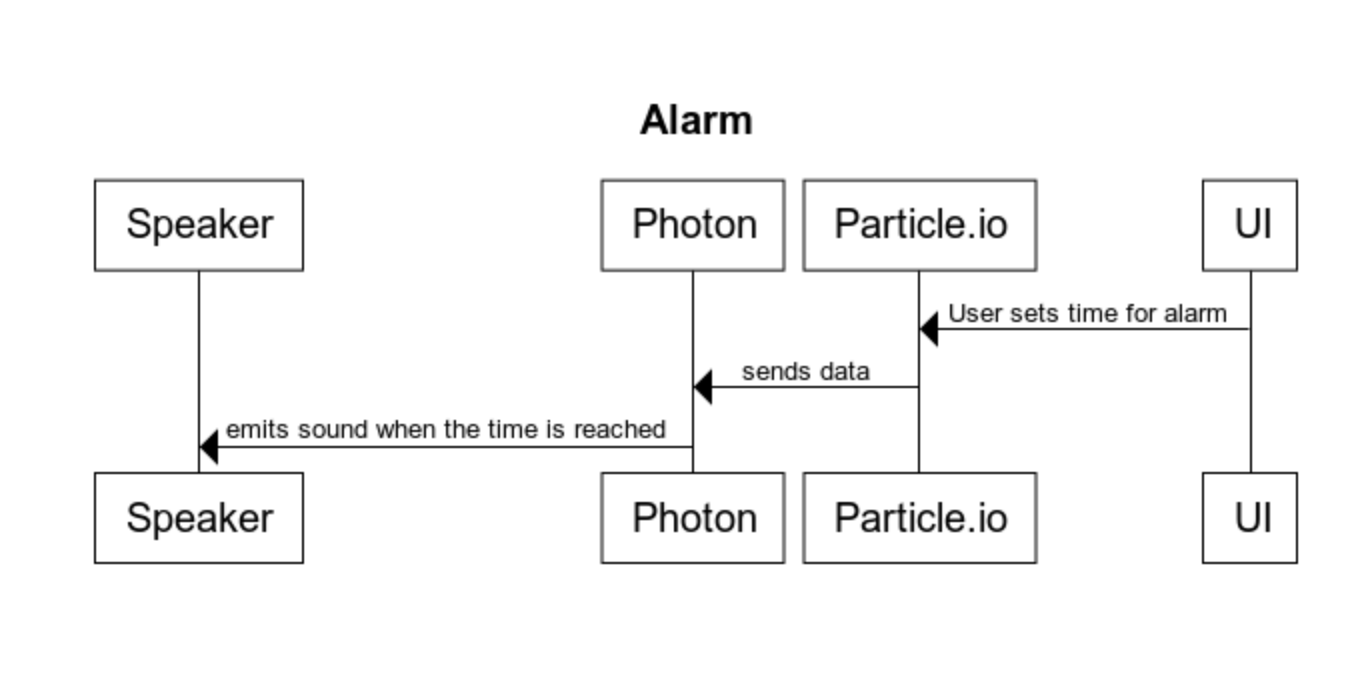 Alarm
Speaker
Photon
Particle.io
UI
User sets time for alarm
sends data
emits sound when the time is reached
Speaker
Photon
Particle.io
UI